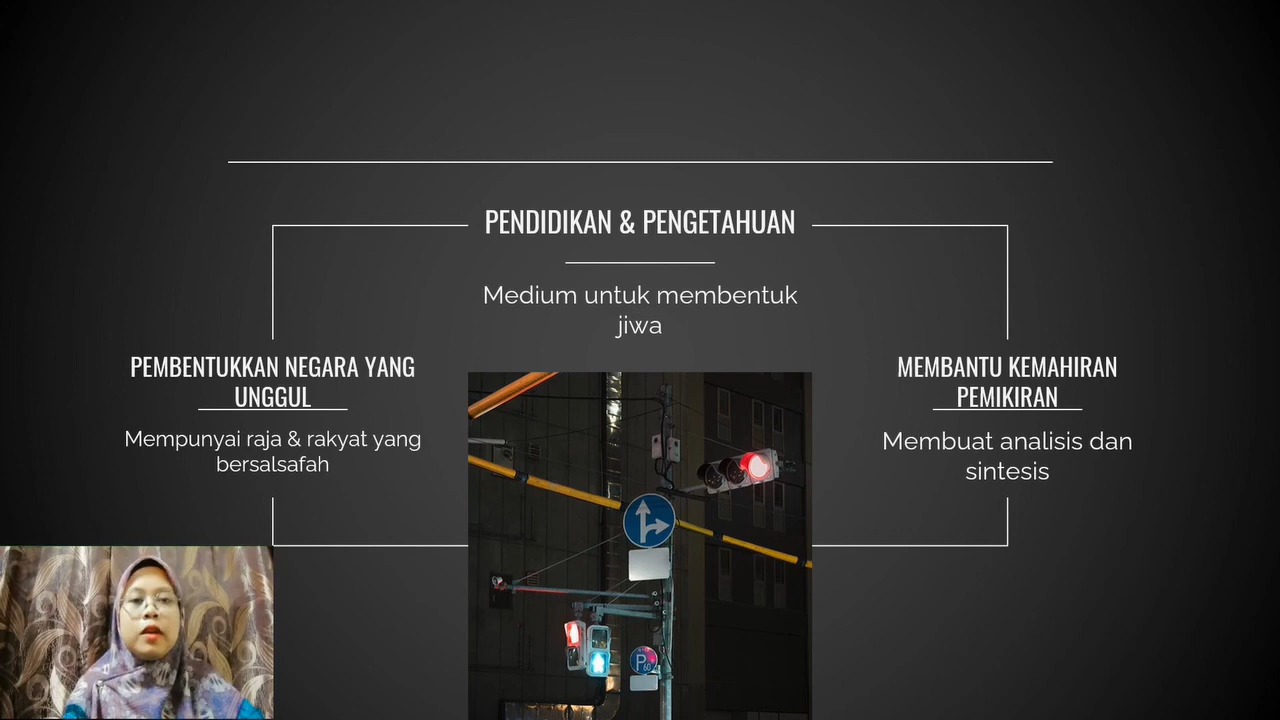 PENDIDIKAN & PENGETAHUAN
Medium untuk membentuk
jiwa
PEMBENTUKKAN NEGARA YANG
UNGGUL
Mempunyai raja & rakyat yang
bersalsafah
MEMBANTU KEMAHIRAN
PEMIKIRAN
Membuat analisis dan
sintesis
P
60